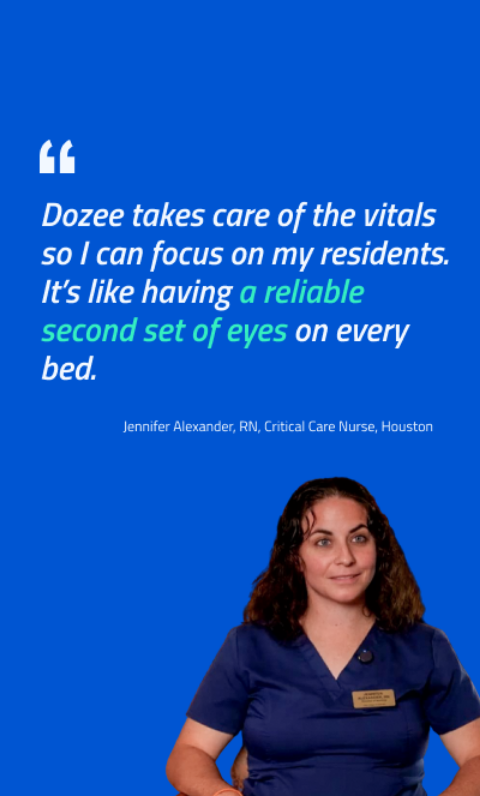 “
Dozee takes care of the vitals
so I can focus on my residents.
It’s like having a reliable
second set of eyes on every
bed.
Jennifer Alexander, RN, Critical Care Nurse, Houston